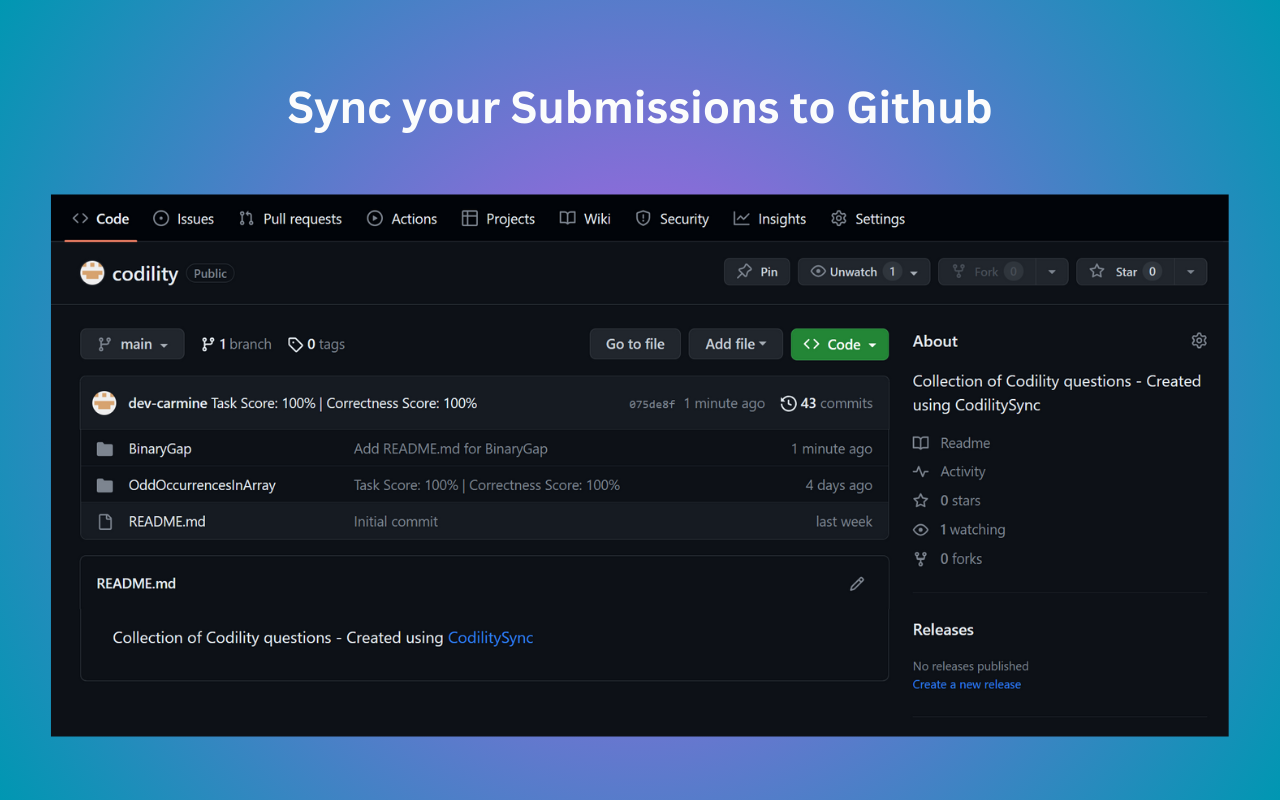 Sync your Submissions to Github
Code Issues Pull requests Actions Projects Wiki Security Insights Settings
codility Public Pin Unwatch 1 Fork 0 Star 0
main 1 branch 0 tags Go to file Add file Code
dev-carmine Task Score: 100% | Correctness Score: 100% 075de8f 1 minute ago 43 commits
BinaryGap Add README.md for BinaryGap 1 minute ago
OddOccurrencesInArray Task Score: 100% | Correctness Score: 100% 4 days ago
README.md Initial commit last week
README.md
Collection of Codility questions - Created using CodilitySync
About
Collection of Codility questions - Created
using CodilitySync
Readme
Activity
0 stars
1 watching
0 forks
Releases
No releases published
Create a new release